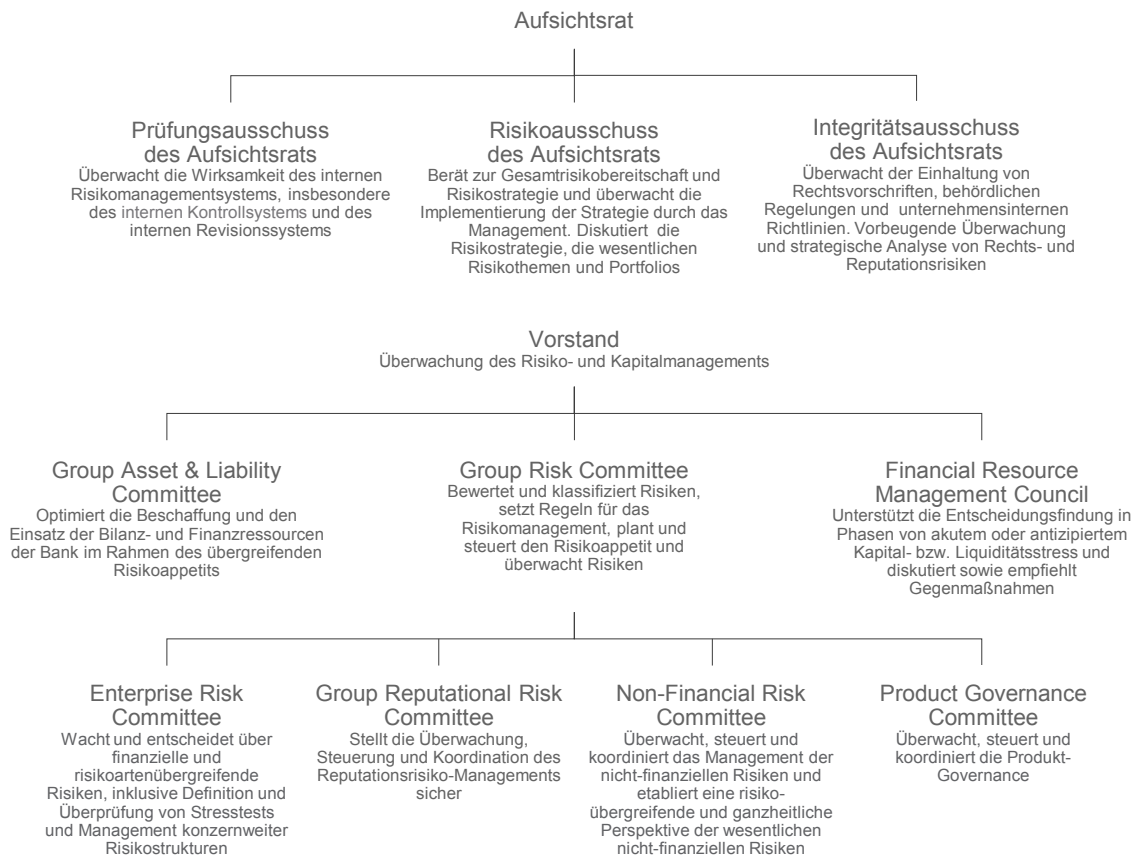 Aufsichtsrat
Prüfungsausschuss
des Aufsichtsrats
Überwacht die Wirksamkeit des internen
Risikomanagementsystems, insbesondere
des internen Kontrollsystems und des
internen Revisionssystems
Risikoausschuss
des Aufsichtsrats
Berät zur Gesamtrisikobereitschaft und
Risikostrategie und überwacht die
Implementierung der Strategie durch das
Management. Diskutiert die
Risikostrategie, die wesentlichen
Risikothemen und Portfolios
Integritätsausschuss
des Aufsichtsrats
Überwacht der Einhaltung von
Rechtsvorschriften, behördlichen
Regelungen und unternehmensinternen
Richtlinien. Vorbeugende Überwachung
und strategische Analyse von Rechts- und
Reputationsrisiken
Vorstand
Überwachung des Risiko- und Kapitalmanagements
Group Asset & Liability
Committee
Optimiert die Beschaffung und den
Einsatz der Bilanz- und Finanzressourcen
der Bank im Rahmen des übergreifenden
Risikoappetits
Group Risk Committee
Bewertet und klassifiziert Risiken,
setzt Regeln für das
Risikomanagement, plant und
steuert den Risikoappetit und
überwacht Risiken
Financial Resource
Management Council
Unterstützt die Entscheidungsfindung in
Phasen von akutem oder antizipiertem
Kapital- bzw. Liquiditätsstress und
diskutiert sowie empfiehlt
Gegenmaßnahmen
Enterprise Risk
Committee
Wacht und entscheidet über
finanzielle und
risikoartenübergreifende
Risiken, inklusive Definition und
Überprüfung von Stresstests
und Management konzernweiter
Risikostrukturen
Group Reputational Risk
Committee
Stellt die Überwachung,
Steuerung und Koordination des
Reputationsrisiko-Managements
sicher
Non-Financial Risk
Committee
Überwacht, steuert und
koordiniert das Management der
nicht-finanziellen Risiken und
etabliert eine risiko-
übergreifende und ganzheitliche
Perspektive der wesentlichen
nicht-finanziellen Risiken
Product Governance
Committee
Überwacht, steuert und
koordiniert die Produkt-
Governance